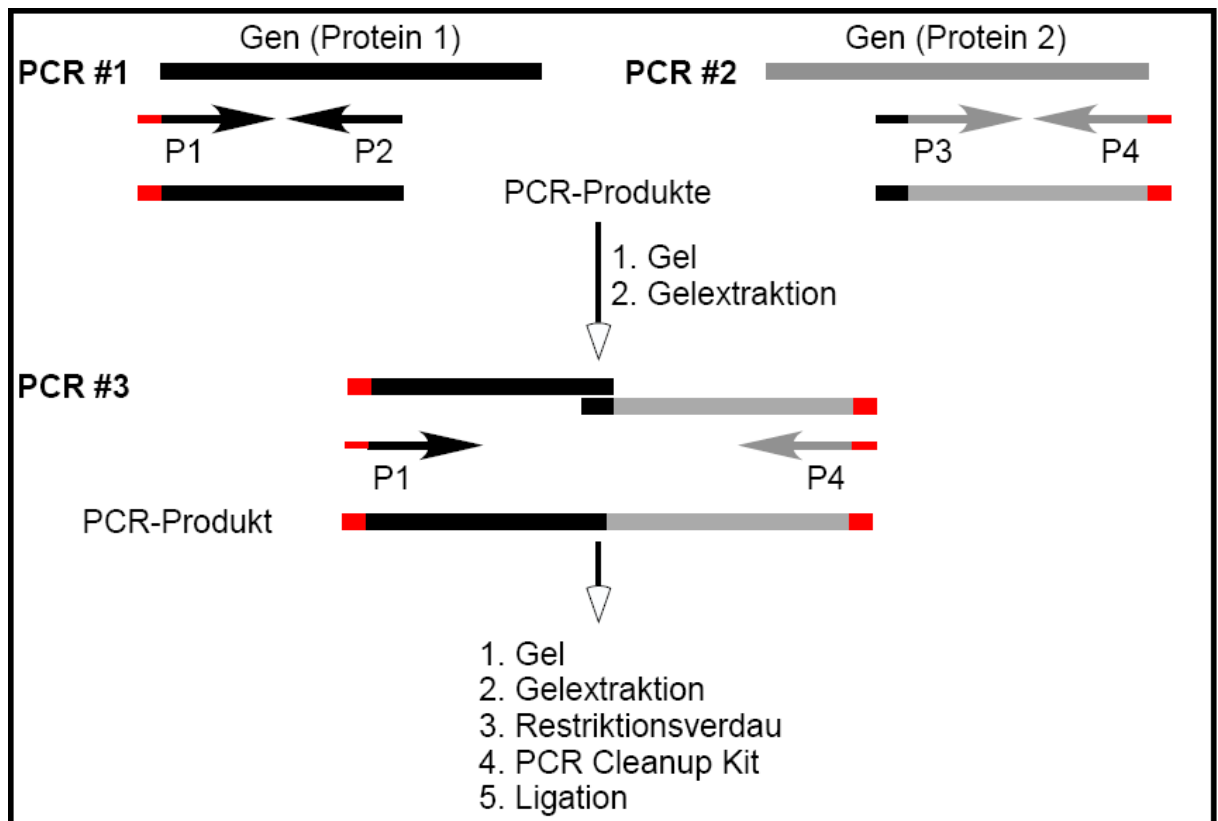 Gen (Protein 1)
Gen (Protein 2)
PCR #1
PCR #2
P1
P2
P3
P4
PCR-Produkte
1. Gel
2. Gelextraktion
PCR #3
P1
P4
PCR-Produkt
1. Gel
2. Gelextraktion
3. Restriktionsverdau
4. PCR Cleanup Kit
5. Ligation